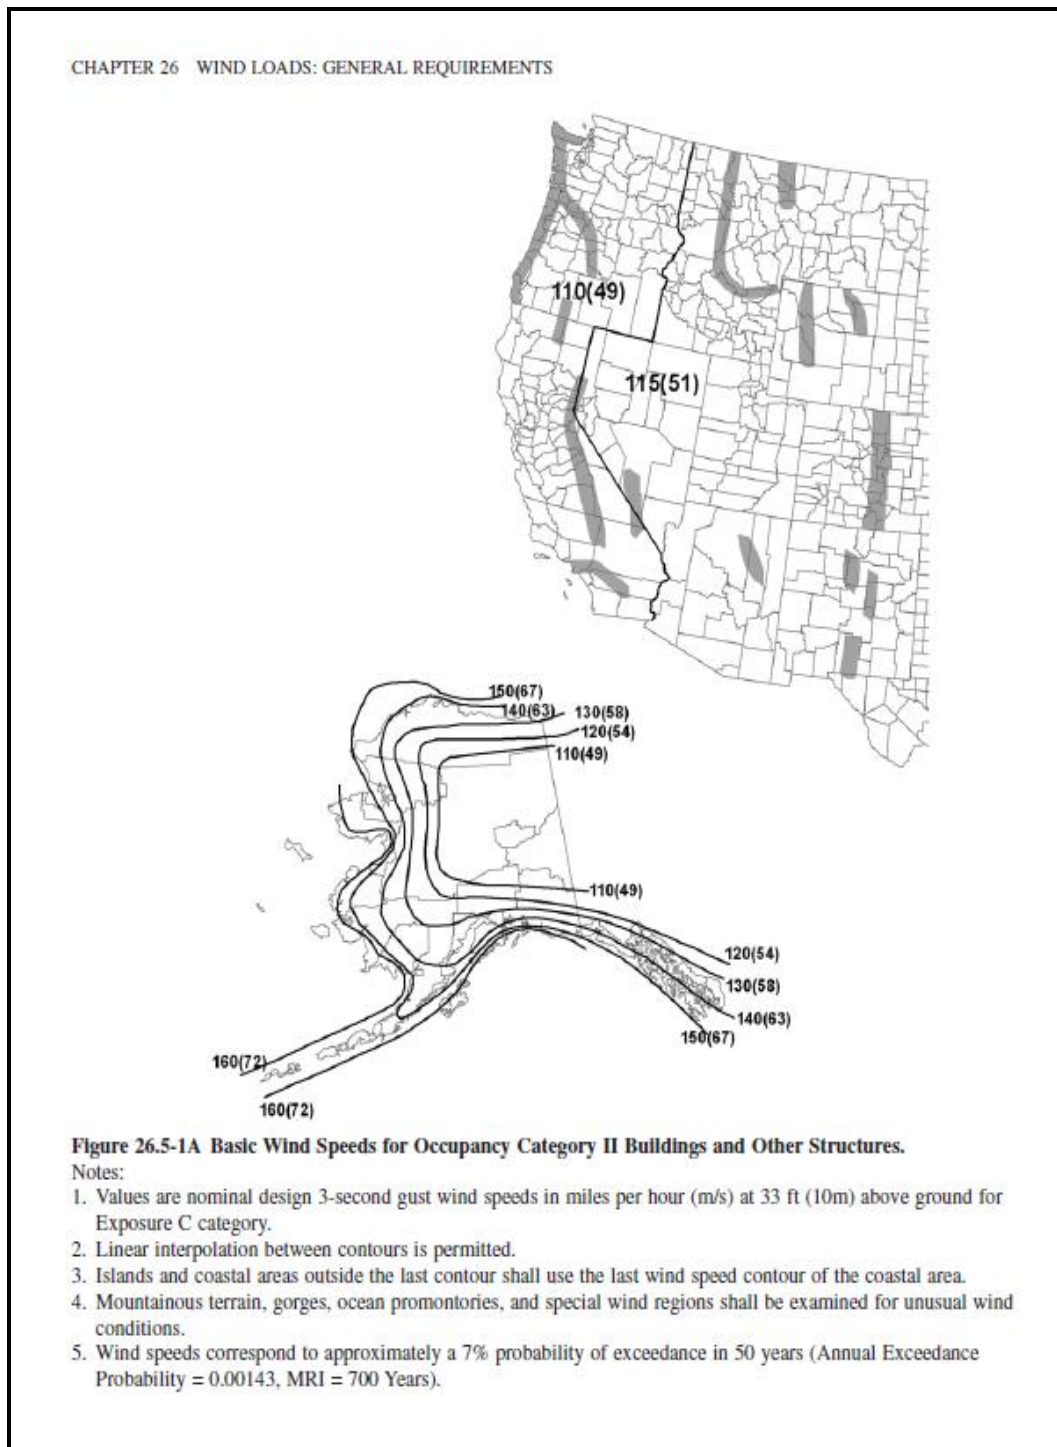 CHAPTER 26 WIND LOADS: GENERAL REQUIREMENTS
110(49)
115(51)
150(67)
140(63)
130(58)
120(54)
110(49)
110(49)
120(54)
130(58)
140(63)
150(67)
160(72)
160(72)
Figure 26.5-1A Basic Wind Speeds for Occupancy Category II Buildings and Other Structures.
Notes:
1. Values are nominal design 3-second gust wind speeds in miles per hour (m/s) at 33 ft (10m) above ground for
Exposure C category.
2. Linear interpolation between contours is permitted.
3. Islands and coastal areas outside the last contour shall use the last wind speed contour of the coastal area.
4. Mountainous terrain, gorges, ocean promontories, and special wind regions shall be examined for unusual wind
conditions.
5. Wind speeds correspond to approximately a 7% probability of exceedance in 50 years (Annual Exceedance
Probability = 0.00143, MRI = 700 Years).